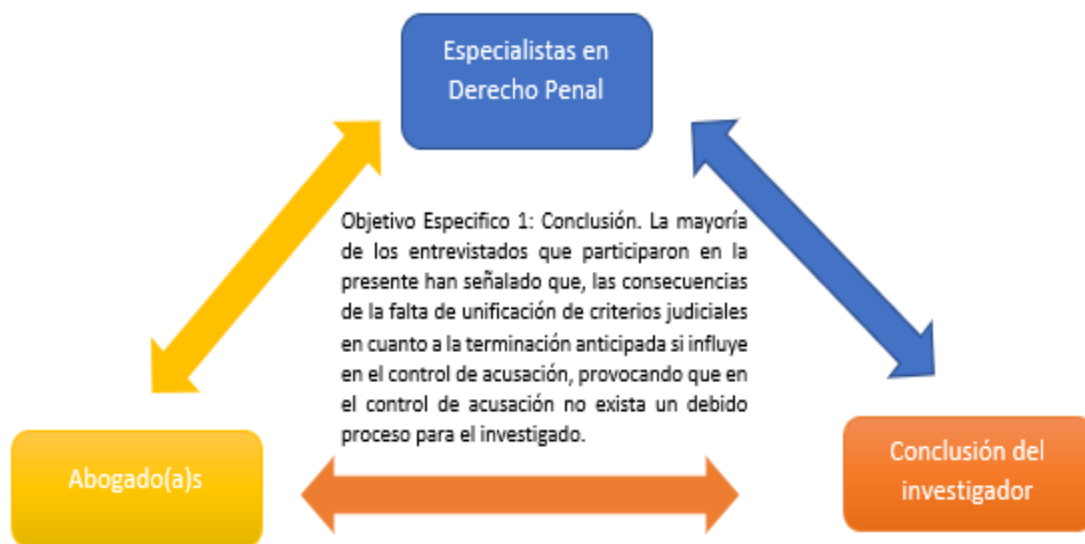 Especialistas en
Derecho Penal
Objetivo Especifico 1: Conclusión. La mayoría
de los entrevistados que participaron en la
presente han señalado que, las consecuencias
de la falta de unificación de criterios judiciales
en cuanto a la terminación anticipada si influye
en el control de acusación, provocando que en
el control de acusación no exista un debido
proceso para el investigado.
Abogado(a)s
Conclusión del
investigador